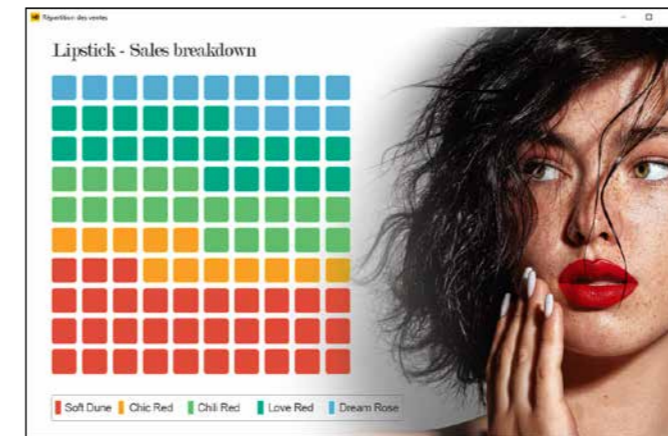 Répartition des ventes
Lipstick - Sales breakdown
Soft Dune Chic Red Chili Red Love Red Dream Rose